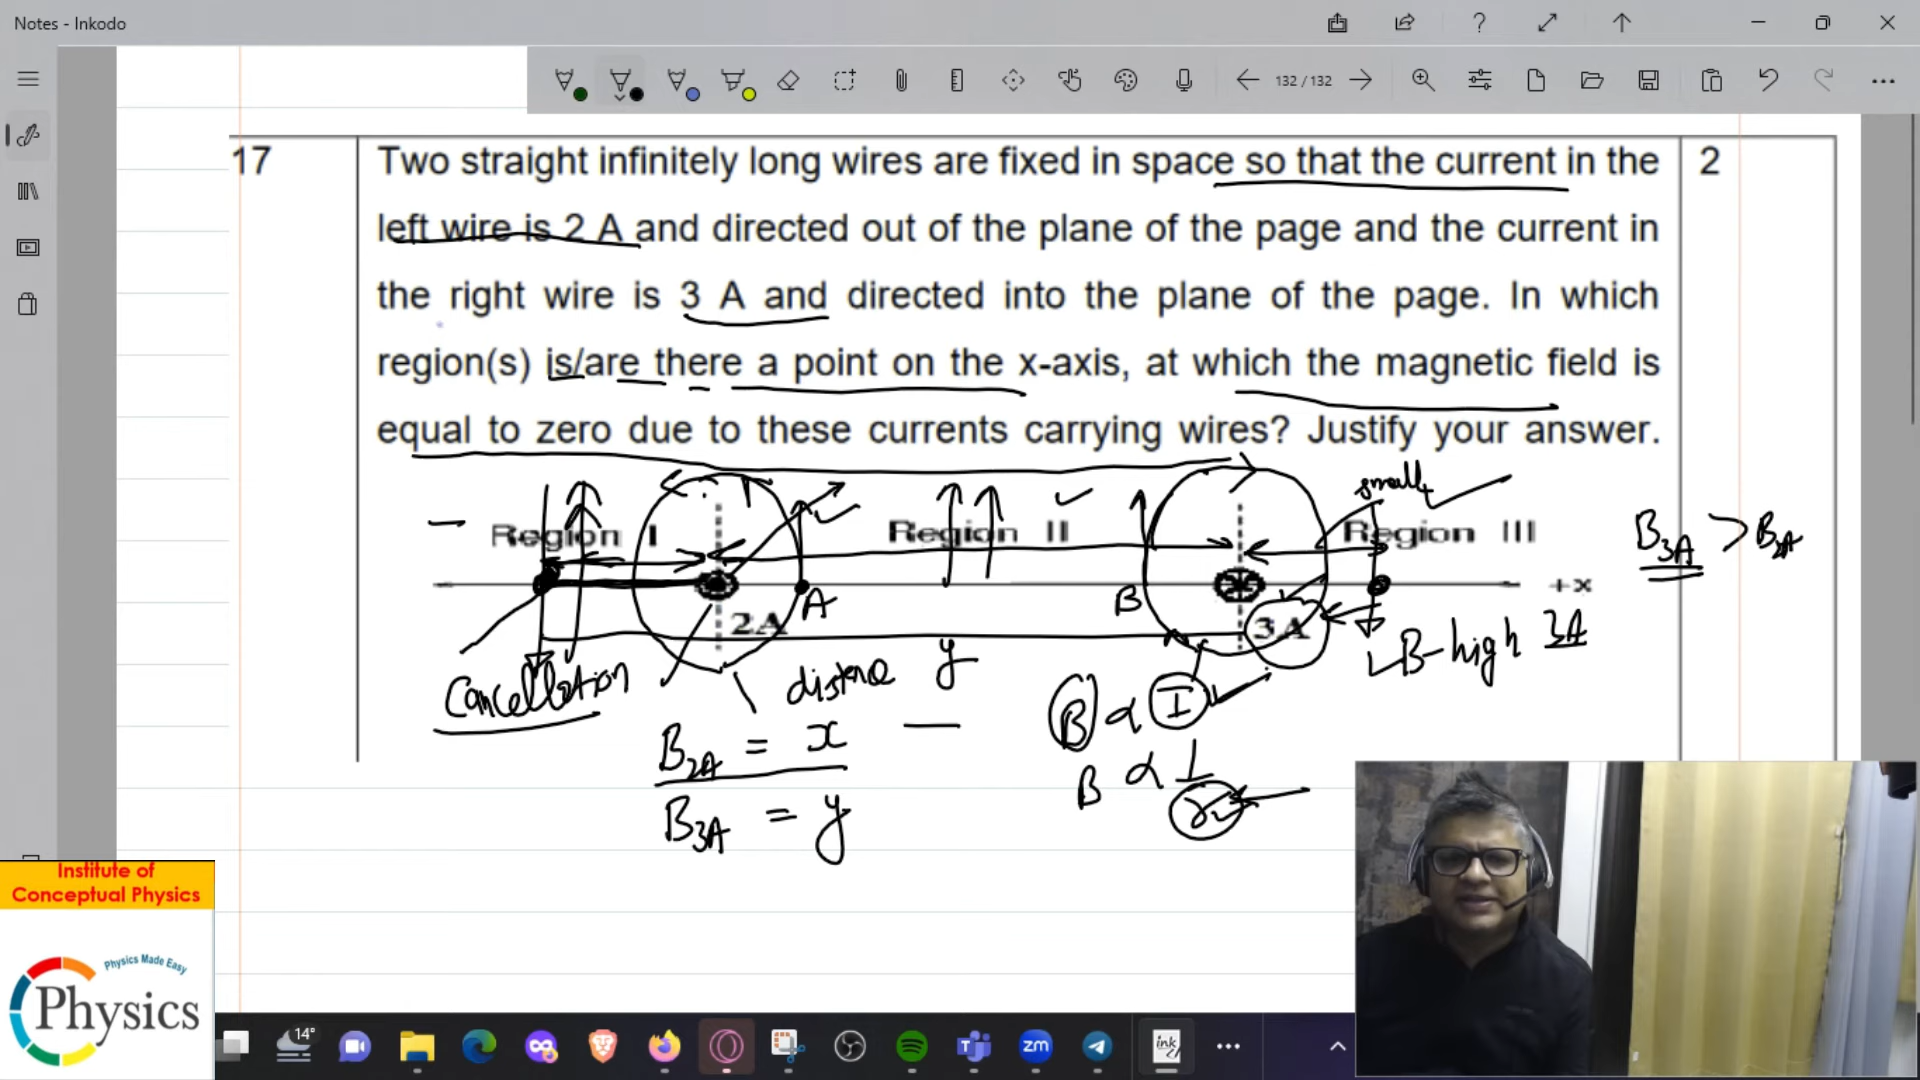 Notes - Inkodo
132 / 132
17
Two straight infinitely long wires are fixed in space so that the current in the
2
left wire is 2 A and directed out of the plane of the page and the current in
the right wire is 3 A and directed into the plane of the page. In which
region(s) is/are there a point on the x-axis, at which the magnetic field is
equal to zero due to these currents carrying wires? Justify your answer.
small
Region I
Region II
Region III
B3A > B2A
+x
A
B
2A
3A
B-high 3A
Cancellation
distance y
B ∝ I
B2A = x
B ∝ 1/r
B3A = y
Institute of
Conceptual Physics
Physics Made Easy
Physics
14°
zm
ink